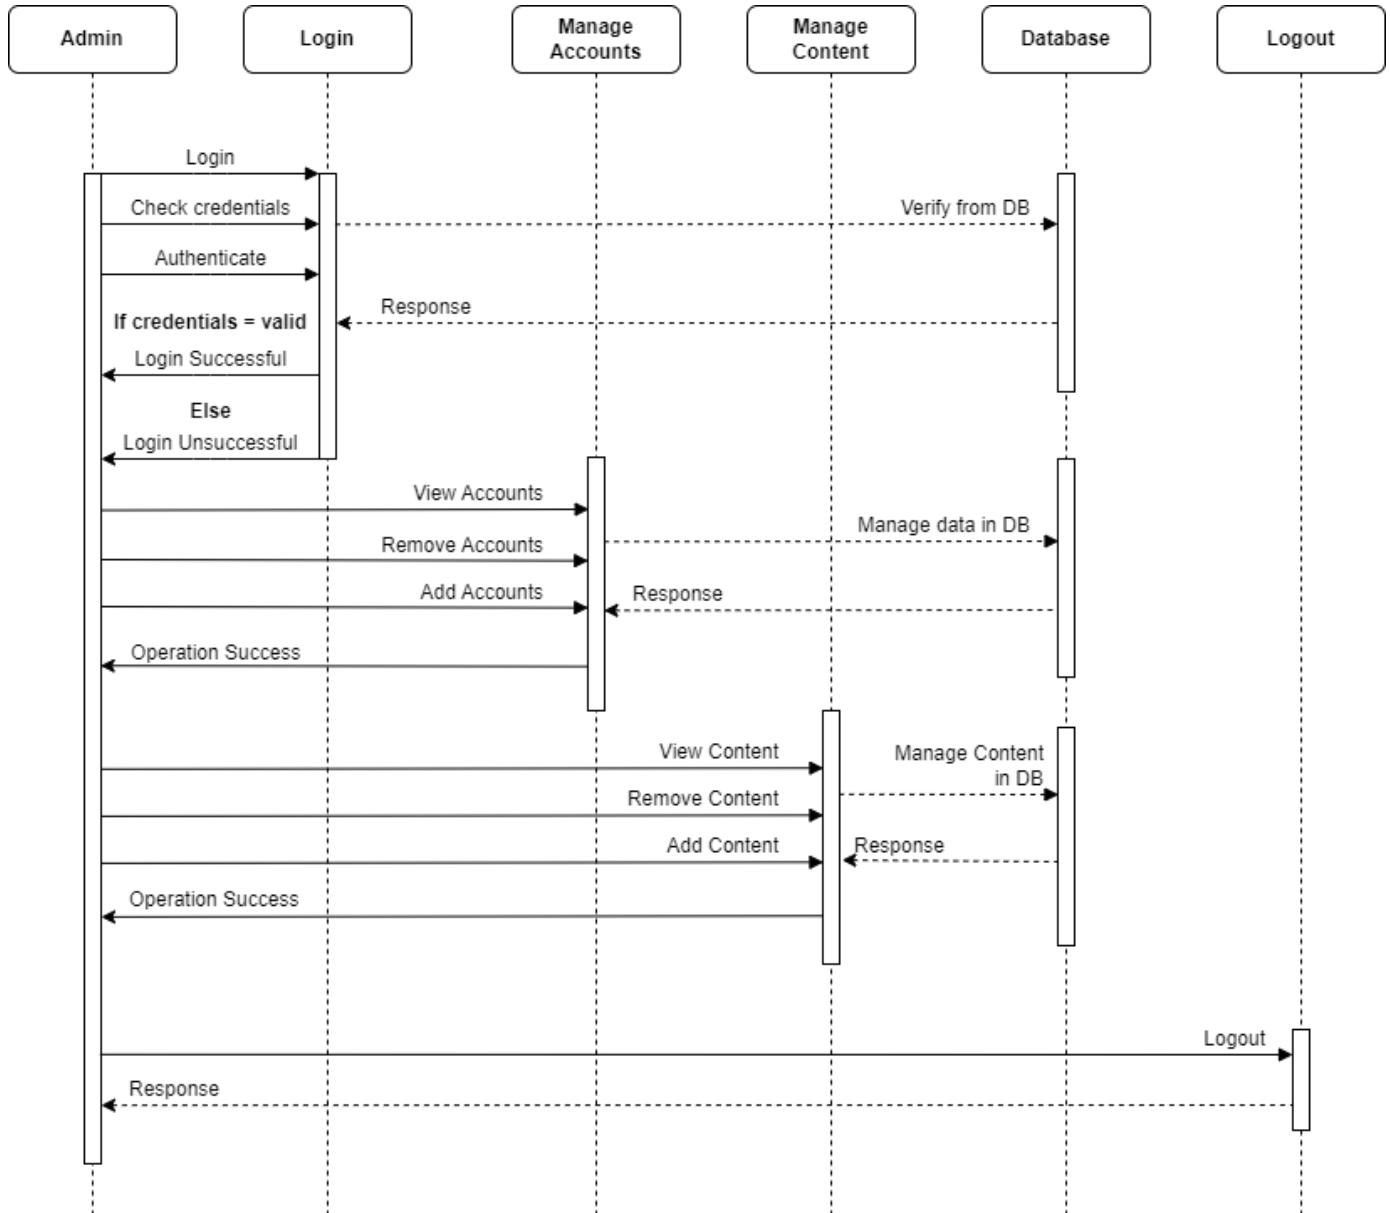 Admin
Login
Manage
Accounts
Manage
Content
Database
Logout
Login
Check credentials
Verify from DB
Authenticate
Response
If credentials = valid
Login Successful
Else
Login Unsuccessful
View Accounts
Manage data in DB
Remove Accounts
Add Accounts
Response
Operation Success
View Content
Manage Content
in DB
Remove Content
Add Content
Response
Operation Success
Logout
Response